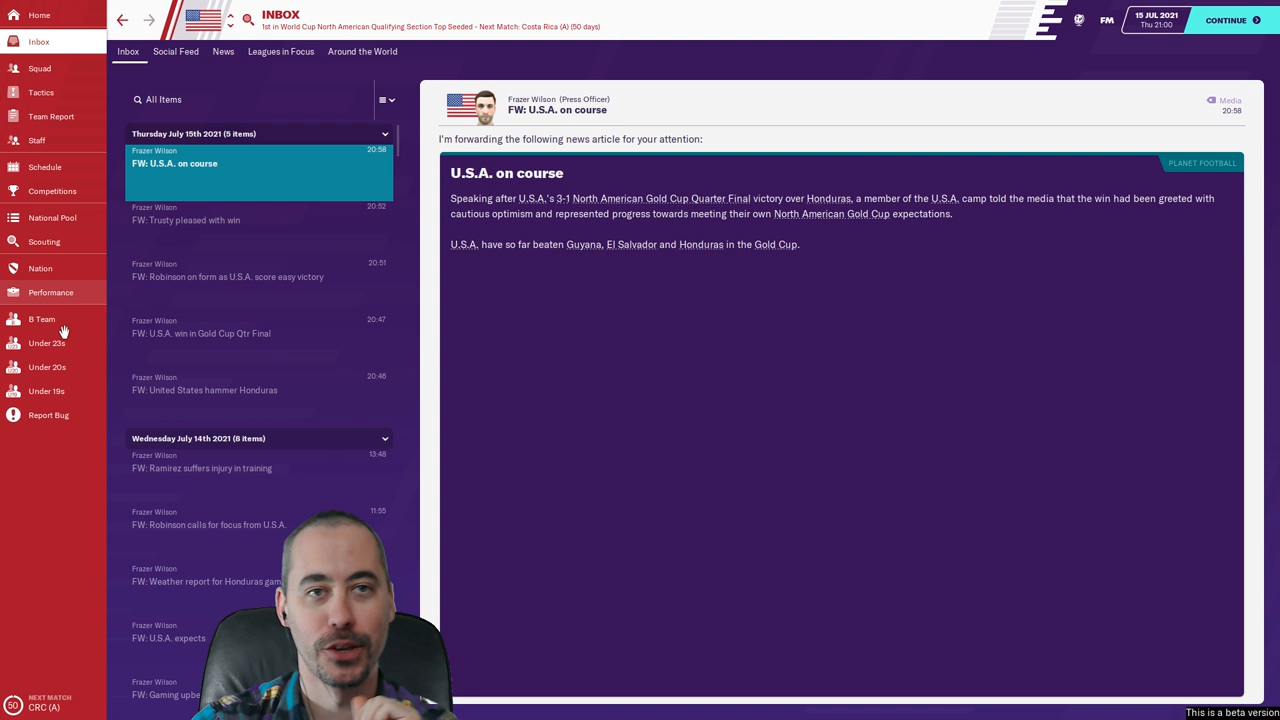 Home
Inbox
Squad
Tactics
Team Report
Staff
Schedule
Competitions
National Pool
Scouting
Nation
Performance
B Team
Under 23s
Under 20s
Under 19s
Report Bug
50
NEXT MATCH
CRC (A)
INBOX
1st in World Cup North American Qualifying Section Top Seeded - Next Match: Costa Rica (A) (50 days)
FM
15 JUL 2021
Thu 21:00
CONTINUE
Inbox
Social Feed
News
Leagues in Focus
Around the World
All Items
Thursday July 15th 2021 (5 items)
Frazer Wilson 20:58
FW: U.S.A. on course
Frazer Wilson 20:52
FW: Trusty pleased with win
Frazer Wilson 20:51
FW: Robinson on form as U.S.A. score easy victory
Frazer Wilson 20:47
FW: U.S.A. win in Gold Cup Qtr Final
Frazer Wilson 20:46
FW: United States hammer Honduras
Wednesday July 14th 2021 (8 items)
Frazer Wilson 13:48
FW: Ramirez suffers injury in training
Frazer Wilson 11:55
FW: Robinson calls for focus from U.S.A.
Frazer Wilson
FW: Weather report for Honduras gam
Frazer Wilson
FW: U.S.A. expects
Frazer Wilson
FW: Gaming upbe
Frazer Wilson (Press Officer)
FW: U.S.A. on course
Media
20:58
I'm forwarding the following news article for your attention:
PLANET FOOTBALL
U.S.A. on course
Speaking after U.S.A.'s 3-1 North American Gold Cup Quarter Final victory over Honduras, a member of the U.S.A. camp told the media that the win had been greeted with
cautious optimism and represented progress towards meeting their own North American Gold Cup expectations.
U.S.A. have so far beaten Guyana, El Salvador and Honduras in the Gold Cup.
This is a beta version